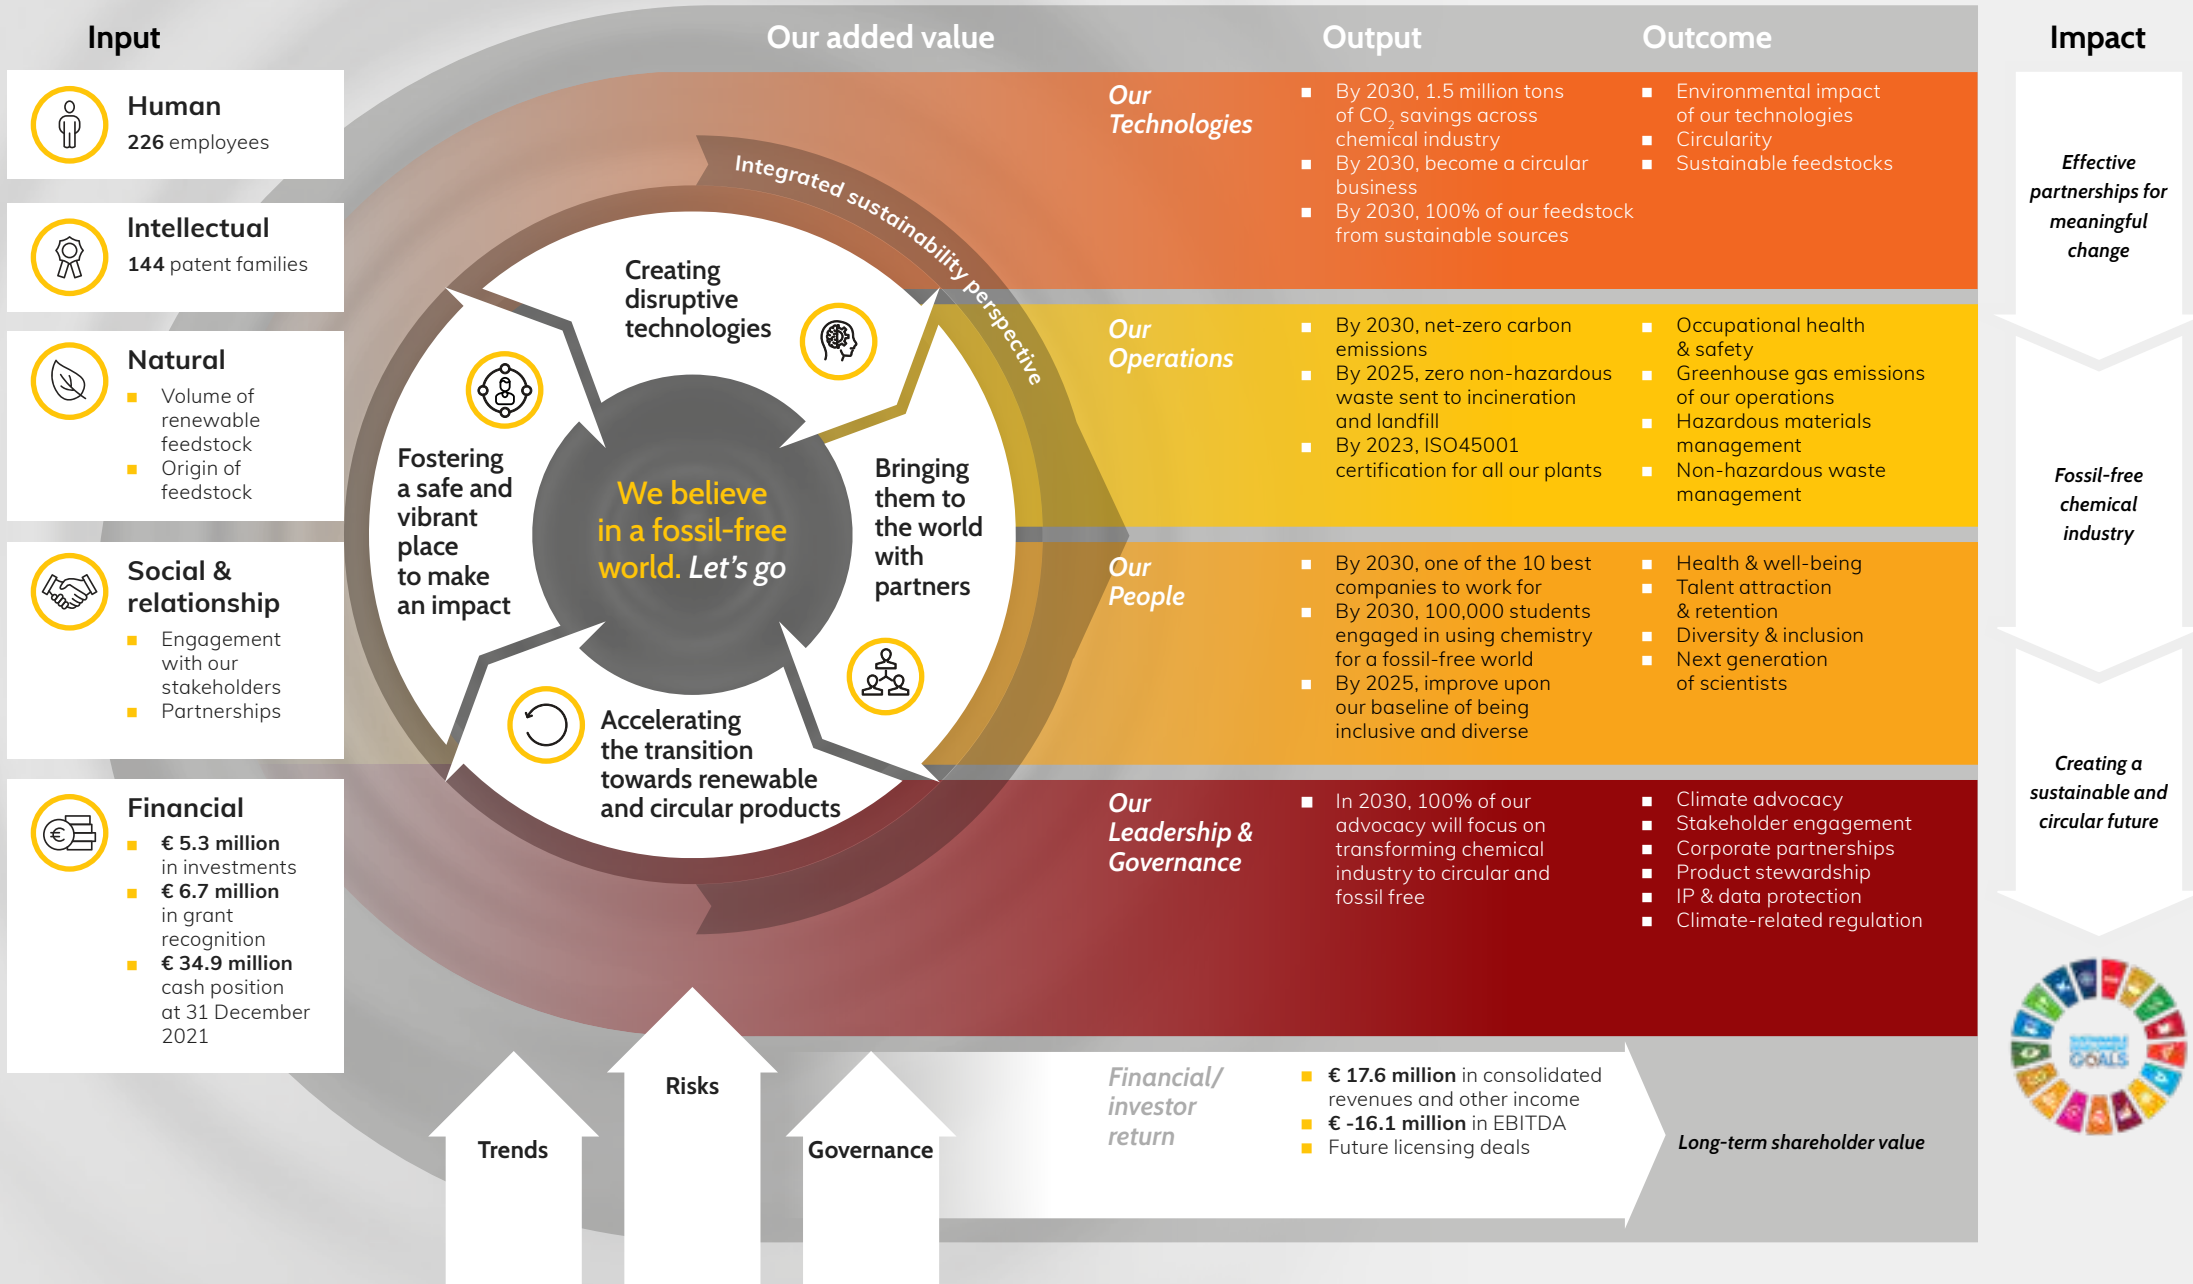 Input
Human
226 employees
Intellectual
144 patent families
Natural
Volume of
renewable
feedstock
Origin of
feedstock
Social &
relationship
Engagement
with our
stakeholders
Partnerships
Financial
€ 5.3 million
in investments
€ 6.7 million
in grant
recognition
€ 34.9 million
cash position
at 31 December
2021
Our added value
Integrated sustainability perspective
Creating
disruptive
technologies
Bringing
them to
the world
with
partners
Accelerating
the transition
towards renewable
and circular products
Fostering
a safe and
vibrant
place
to make
an impact
We believe
in a fossil-free
world. Let's go
Trends
Risks
Governance
Output
Outcome
Our
Technologies
By 2030, 1.5 million tons
of CO₂ savings across
chemical industry
By 2030, become a circular
business
By 2030, 100% of our feedstock
from sustainable sources
Environmental impact
of our technologies
Circularity
Sustainable feedstocks
Our
Operations
By 2030, net-zero carbon
emissions
By 2025, zero non-hazardous
waste sent to incineration
and landfill
By 2023, ISO45001
certification for all our plants
Occupational health
& safety
Greenhouse gas emissions
of our operations
Hazardous materials
management
Non-hazardous waste
management
Our
People
By 2030, one of the 10 best
companies to work for
By 2030, 100,000 students
engaged in using chemistry
for a fossil-free world
By 2025, improve upon
our baseline of being
inclusive and diverse
Health & well-being
Talent attraction
& retention
Diversity & inclusion
Next generation
of scientists
Our
Leadership &
Governance
In 2030, 100% of our
advocacy will focus on
transforming chemical
industry to circular and
fossil free
Climate advocacy
Stakeholder engagement
Corporate partnerships
Product stewardship
IP & data protection
Climate-related regulation
Financial/
investor
return
€ 17.6 million in consolidated
revenues and other income
€ -16.1 million in EBITDA
Future licensing deals
Long-term shareholder value
Impact
Effective
partnerships for
meaningful
change
Fossil-free
chemical
industry
Creating a
sustainable and
circular future
SUSTAINABLE
DEVELOPMENT
GOALS